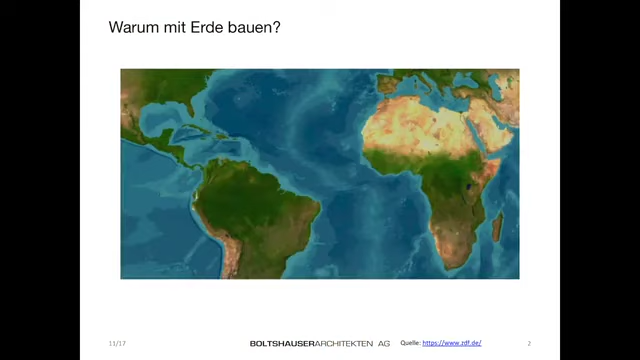 Warum mit Erde bauen?
11/17
BOLTSHAUSERARCHITEKTEN AG
Quelle: https://www.zdf.de/
2